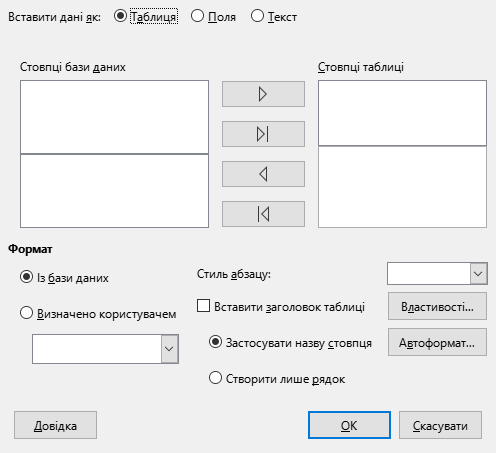 Вставити дані як: Таблиця Поля Текст
Стовпці бази даних Стовпці таблиці
Формат
Із бази даних Стиль абзацу:
Вставити заголовок таблиці Властивості...
Визначено користувачем
Застосувати назву стовпця Автоформат...
Створити лише рядок
Довідка OK Скасувати